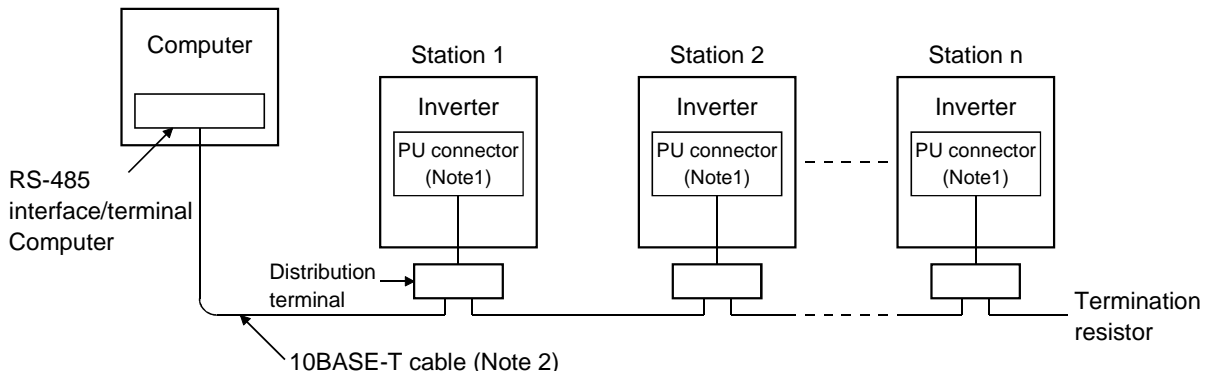 Computer
Station 1
Station 2
Station n
Inverter
Inverter
Inverter
PU connector
(Note1)
PU connector
(Note1)
PU connector
(Note1)
RS-485
interface/terminal
Computer
Distribution
terminal
Termination
resistor
10BASE-T cable (Note 2)